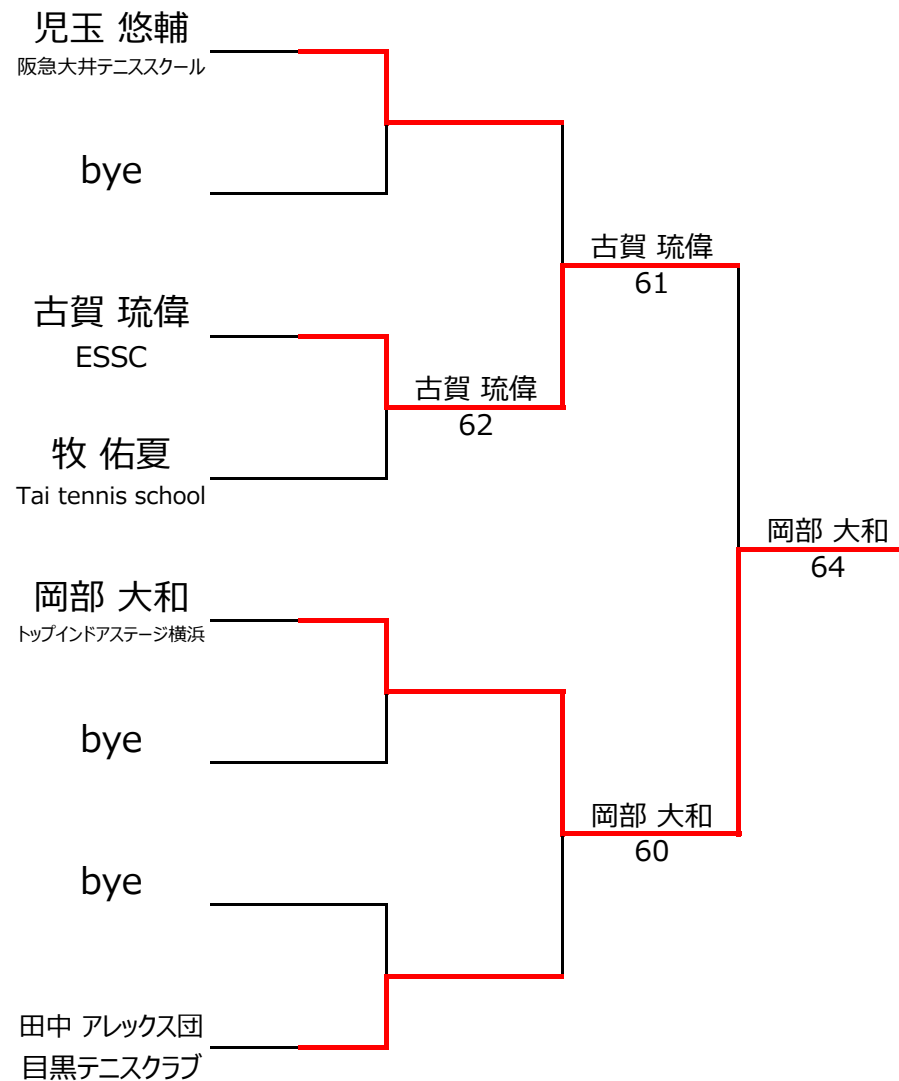 児玉 悠輔
阪急大井テニススクール
bye
古賀 琉偉
61
古賀 琉偉
ESSC
古賀 琉偉
62
牧 佑夏
Tai tennis school
岡部 大和
64
岡部 大和
トップインドアステージ横浜
bye
岡部 大和
60
bye
田中 アレックス団
目黒テニスクラブ